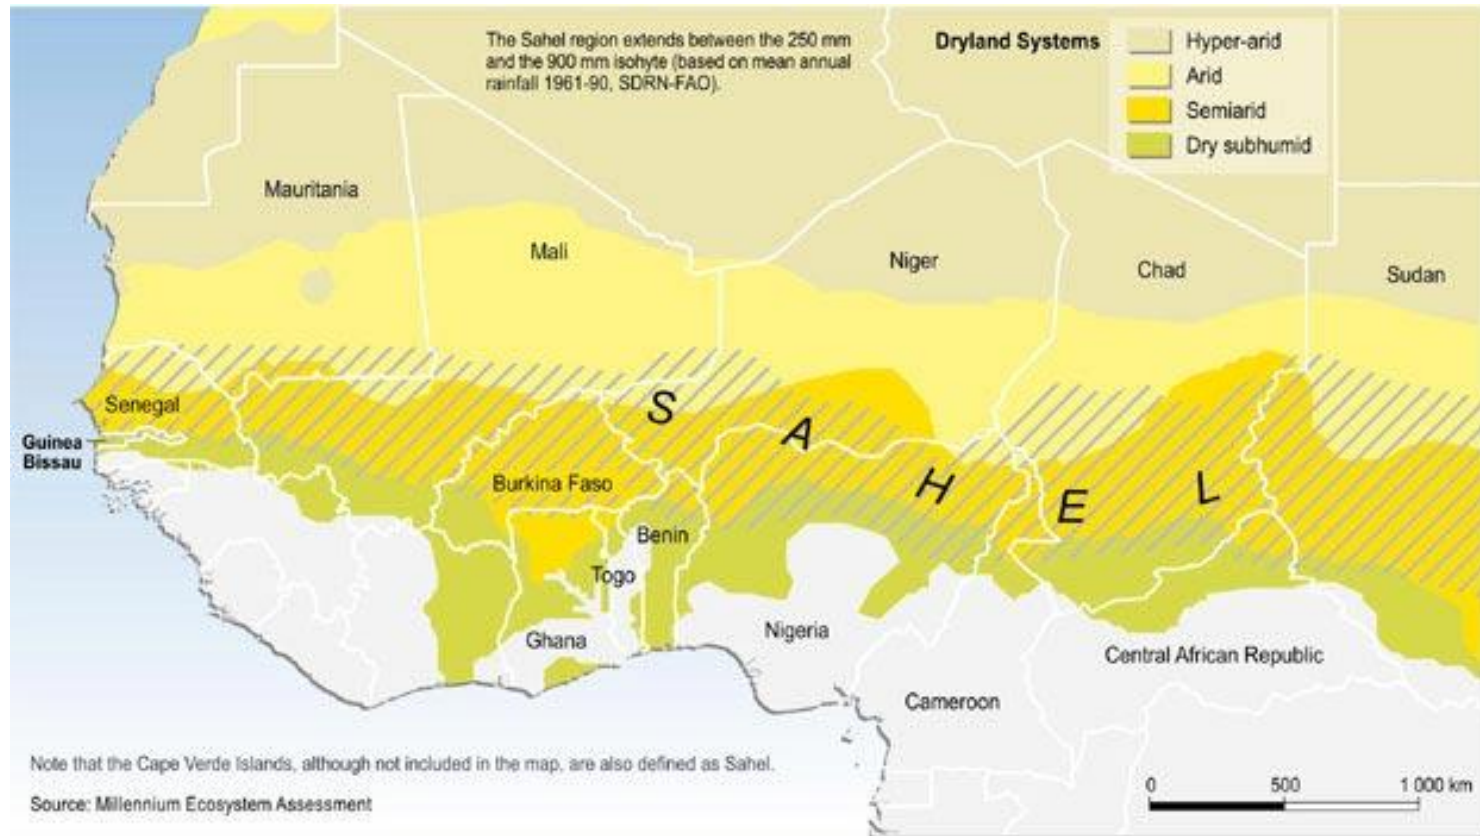 The Sahel region extends between the 250 mm
and the 900 mm isohyte (based on mean annual
rainfall 1961-90, SDRN-FAO).
Dryland Systems
Hyper-arid
Arid
Semiarid
Dry subhumid
Mauritania
Mali
Niger
Chad
Sudan
Senegal
Guinea
Bissau
S A H E L
Burkina Faso
Benin
Togo
Ghana
Nigeria
Cameroon
Central African Republic
Note that the Cape Verde Islands, although not included in the map, are also defined as Sahel.
Source: Millennium Ecosystem Assessment
0 500 1 000 km